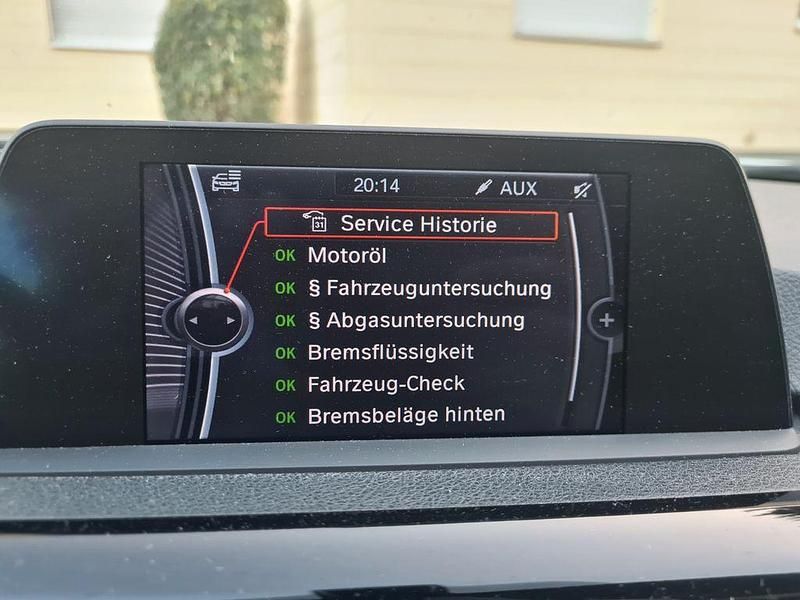 20:14 AUX
31 Service Historie
OK Motoröl
OK § Fahrzeuguntersuchung
OK § Abgasuntersuchung
OK Bremsflüssigkeit
OK Fahrzeug-Check
OK Bremsbeläge hinten